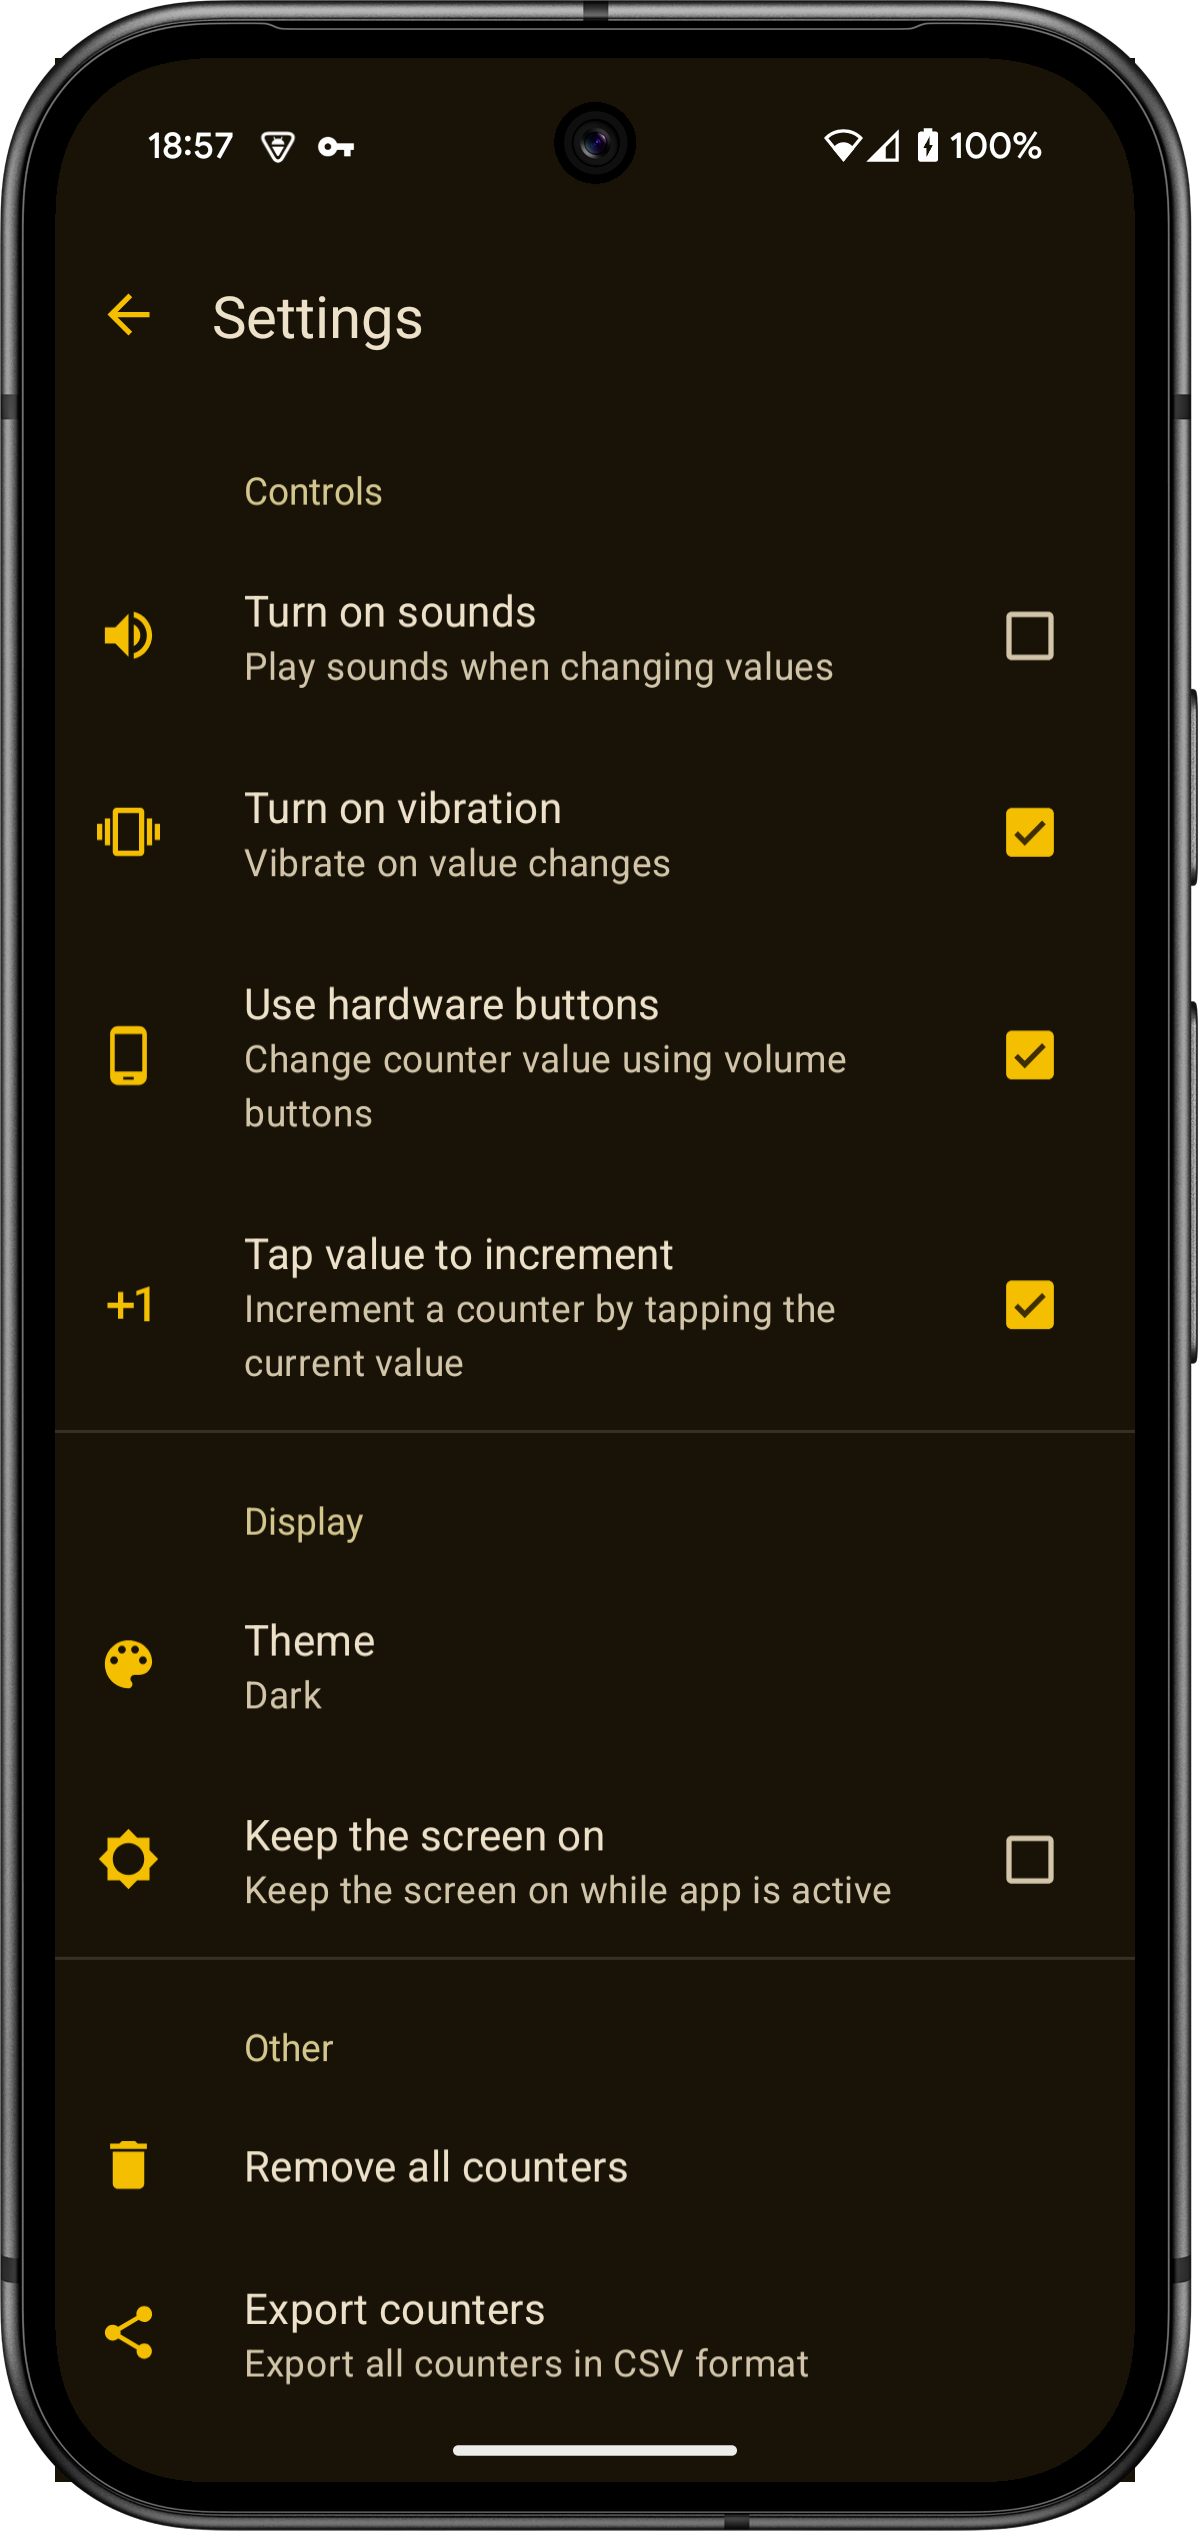 18:57 100%
Settings
Controls
Turn on sounds
Play sounds when changing values
Turn on vibration
Vibrate on value changes
Use hardware buttons
Change counter value using volume
buttons
+1
Tap value to increment
Increment a counter by tapping the
current value
Display
Theme
Dark
Keep the screen on
Keep the screen on while app is active
Other
Remove all counters
Export counters
Export all counters in CSV format